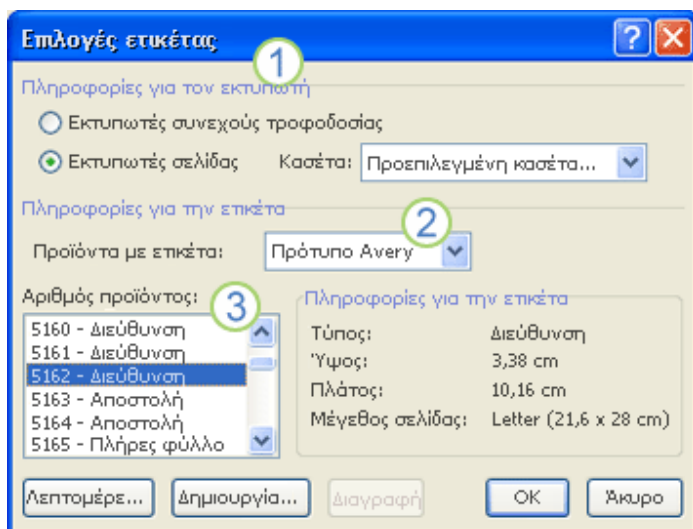 Επιλογές ετικέτας
1
Πληροφορίες για τον εκτυπωτή
Εκτυπωτές συνεχούς τροφοδοσίας
Εκτυπωτές σελίδας Κασέτα: Προεπιλεγμένη κασέτα...
Πληροφορίες για την ετικέτα
2
Προϊόντα με ετικέτα: Πρότυπο Avery
Αριθμός προϊόντος:
3
5160 - Διεύθυνση
5161 - Διεύθυνση
5162 - Διεύθυνση
5163 - Αποστολή
5164 - Αποστολή
5165 - Πλήρες φύλλο
Πληροφορίες για την ετικέτα
Τύπος: Διεύθυνση
Ύψος: 3,38 cm
Πλάτος: 10,16 cm
Μέγεθος σελίδας: Letter (21,6 x 28 cm)
Λεπτομέρε... Δημιουργία... Διαγραφή OK Άκυρο